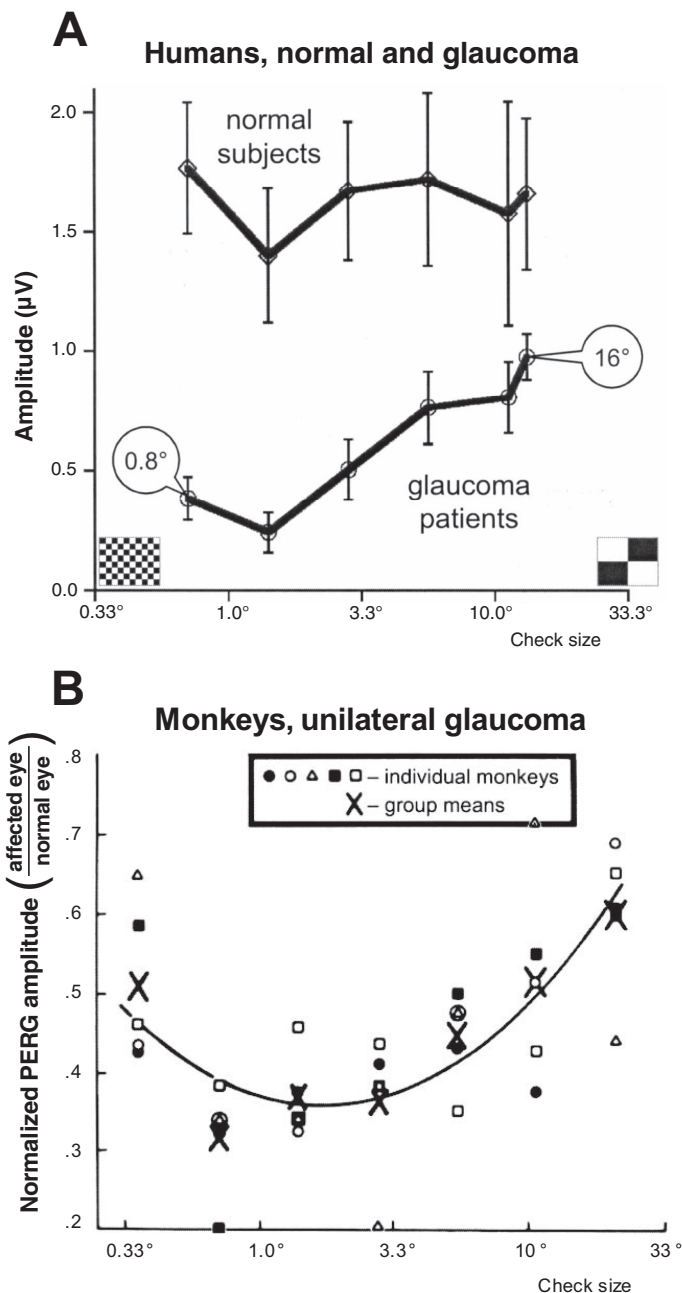 A
Humans, normal and glaucoma
2.0
normal
subjects
1.5
Amplitude (µV)
1.0
16°
0.8°
0.5
glaucoma
patients
0.0
0.33°
1.0°
3.3°
10.0°
33.3°
Check size
B
Monkeys, unilateral glaucoma
Normalized PERG amplitude (affected eye
normal eye)
.8
– individual monkeys
– group means
.7
.6
.5
.4
.3
.2
0.33°
1.0°
3.3°
10°
33°
Check size